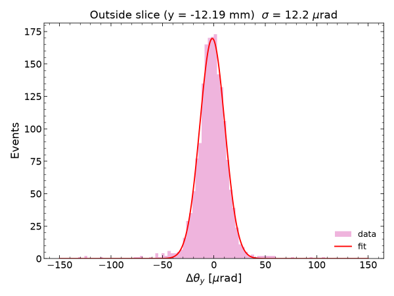 Outside slice (y = -12.19 mm)  σ = 12.2 μrad
175
150
125
100
75
50
25
0
Events
data
fit
−150 −100 −50 0 50 100 150
Δθy [μrad]